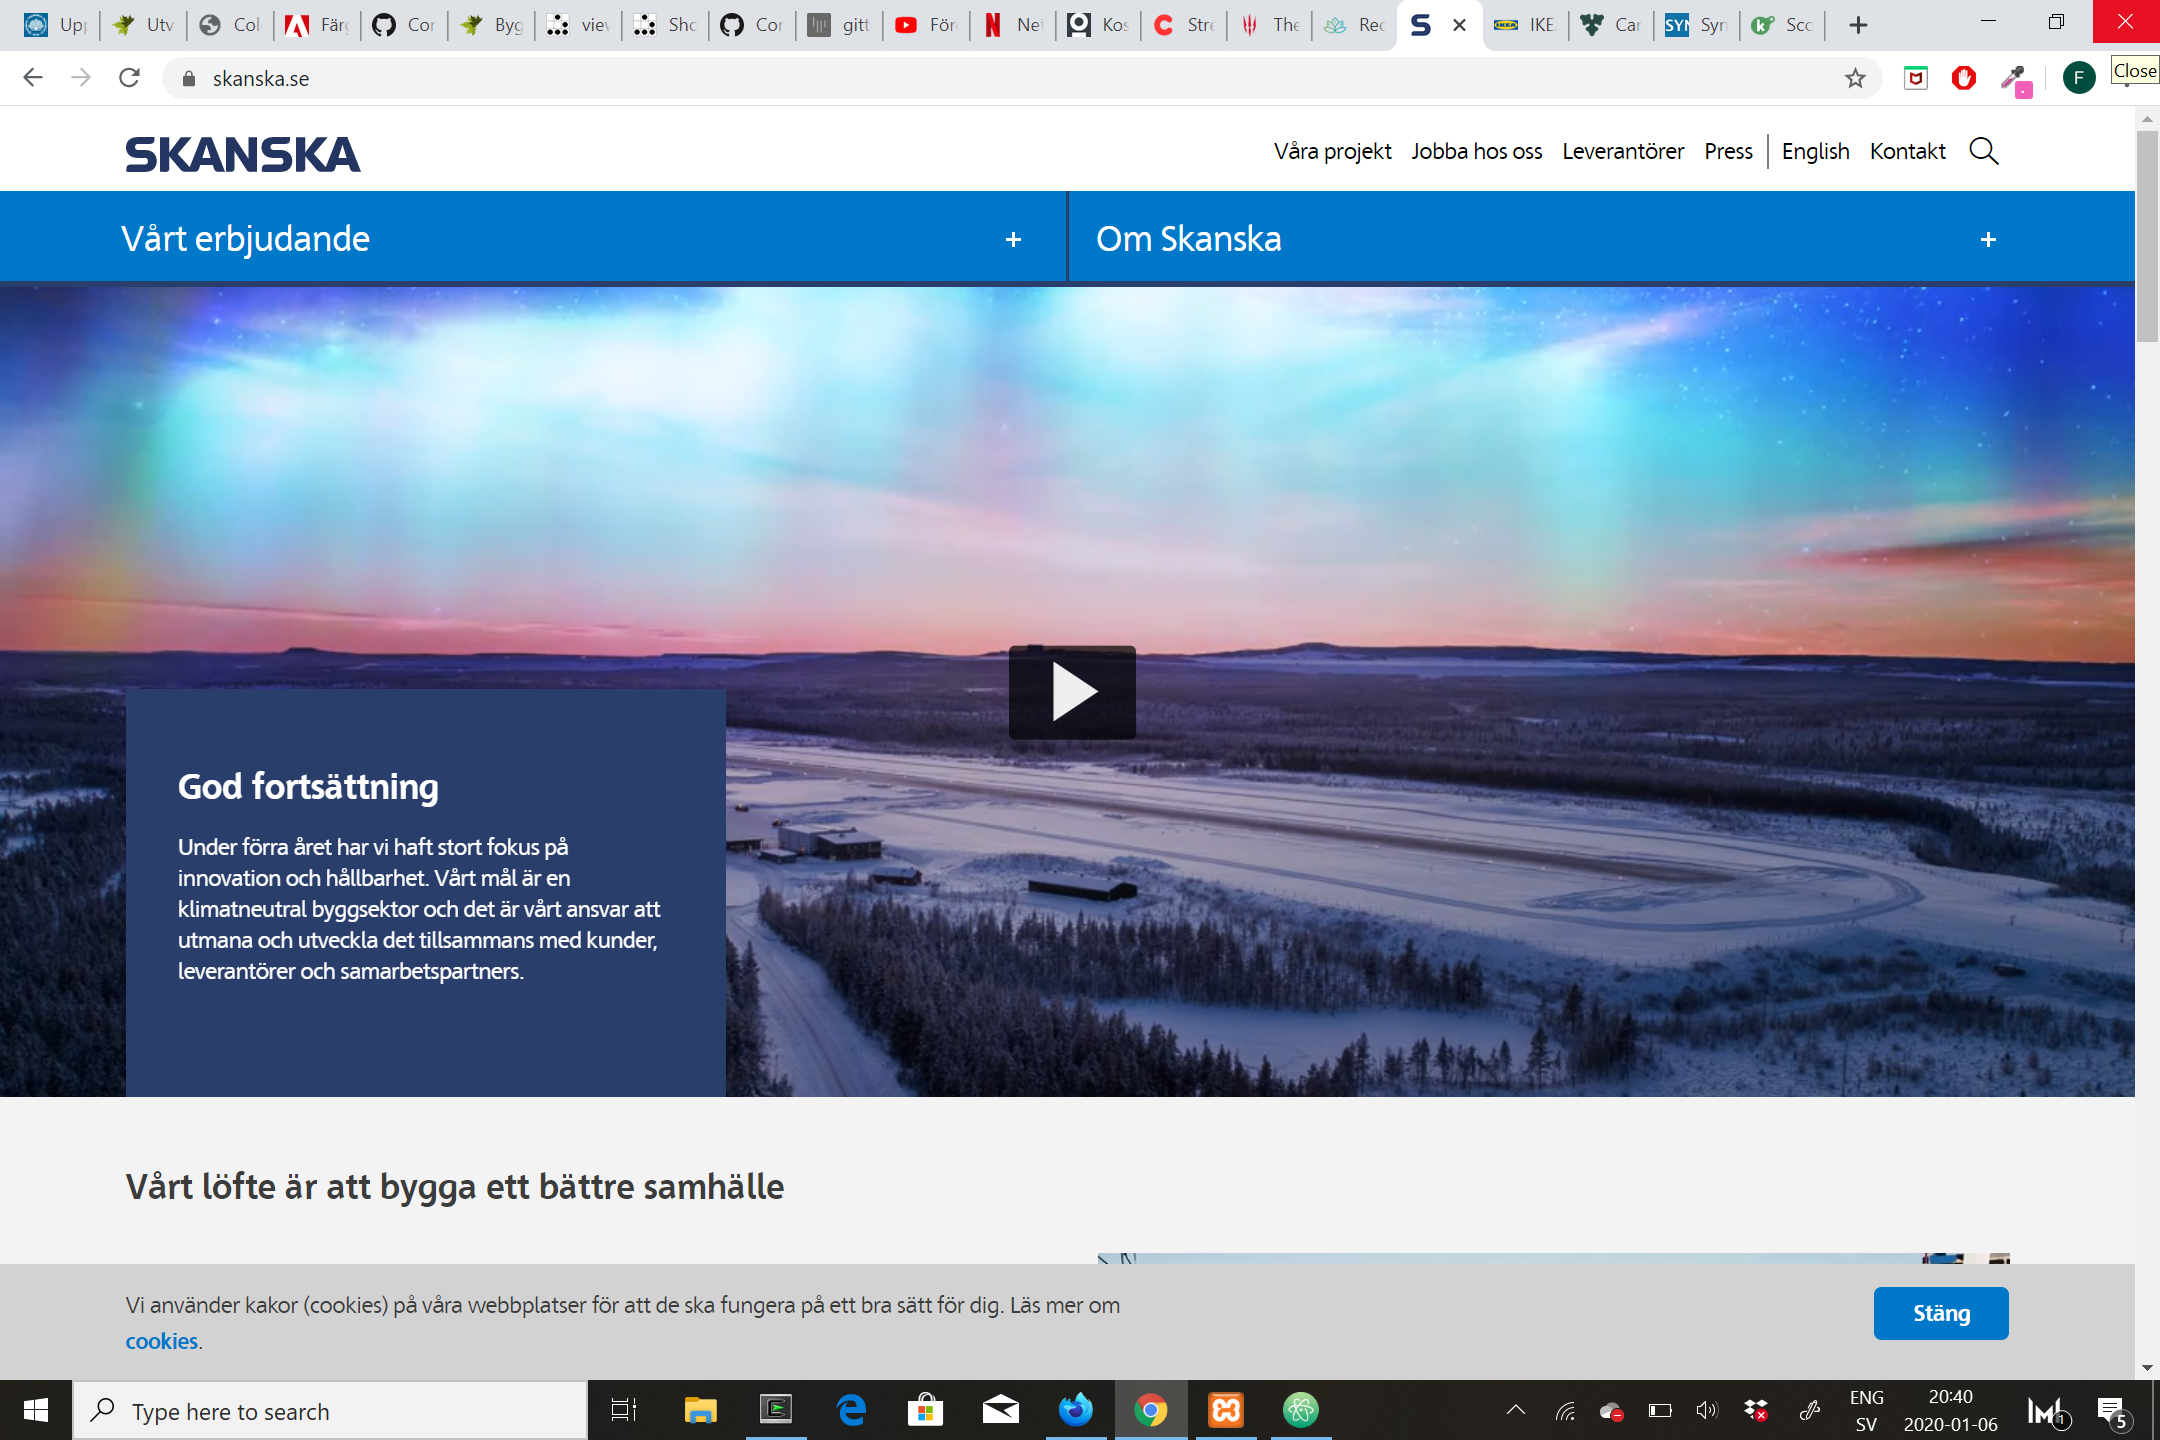 Upp Utv Col Färg Cor Byg view Sho Cor gitt För Net Kos Stre The Rec IKEA Car Syn Sco
skanska.se
F
Close
SKANSKA
Våra projekt Jobba hos oss Leverantörer Press English Kontakt
Vårt erbjudande + Om Skanska +
God fortsättning
Under förra året har vi haft stort fokus på
innovation och hållbarhet. Vårt mål är en
klimatneutral byggsektor och det är vårt ansvar att
utmana och utveckla det tillsammans med kunder,
leverantörer och samarbetspartners.
Vårt löfte är att bygga ett bättre samhälle
Vi använder kakor (cookies) på våra webbplatser för att de ska fungera på ett bra sätt för dig. Läs mer om
cookies.
Stäng
Type here to search
ENG
SV
20:40
2020-01-06
1
5